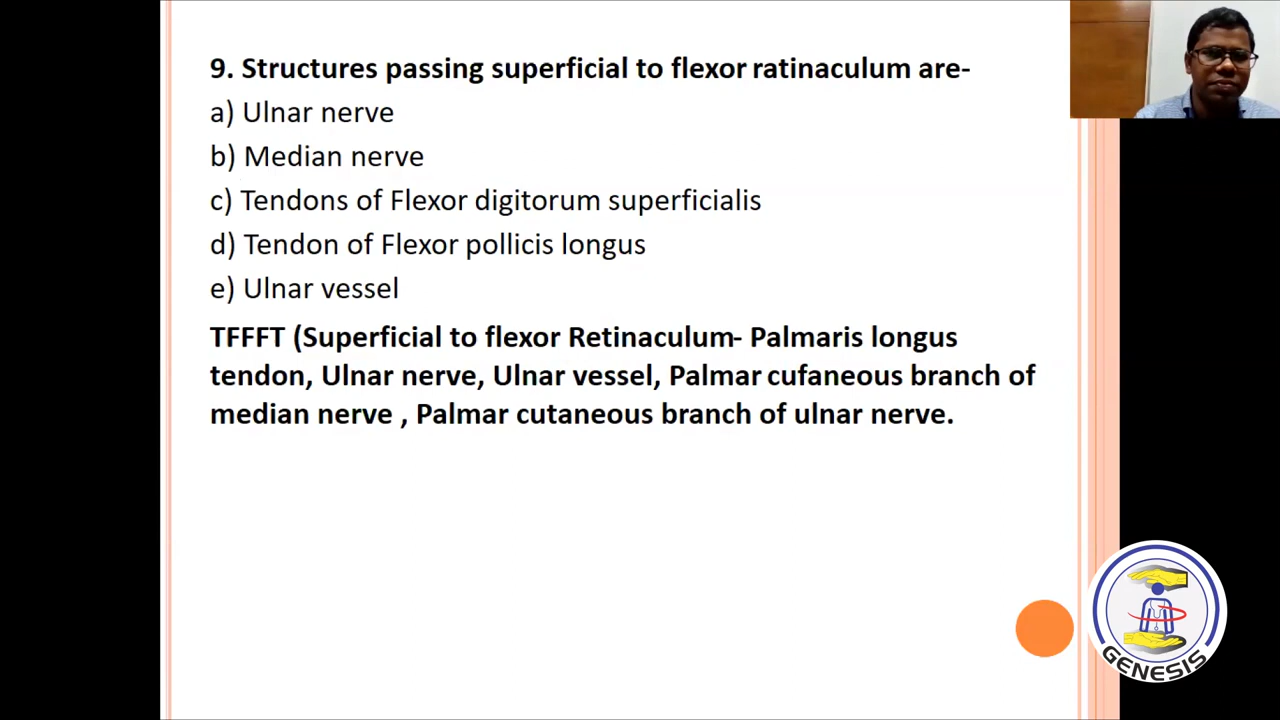 9. Structures passing superficial to flexor ratinaculum are-
a) Ulnar nerve
b) Median nerve
c) Tendons of Flexor digitorum superficialis
d) Tendon of Flexor pollicis longus
e) Ulnar vessel
TFFFT (Superficial to flexor Retinaculum- Palmaris longus
tendon, Ulnar nerve, Ulnar vessel, Palmar cufaneous branch of
median nerve , Palmar cutaneous branch of ulnar nerve.
GENESIS